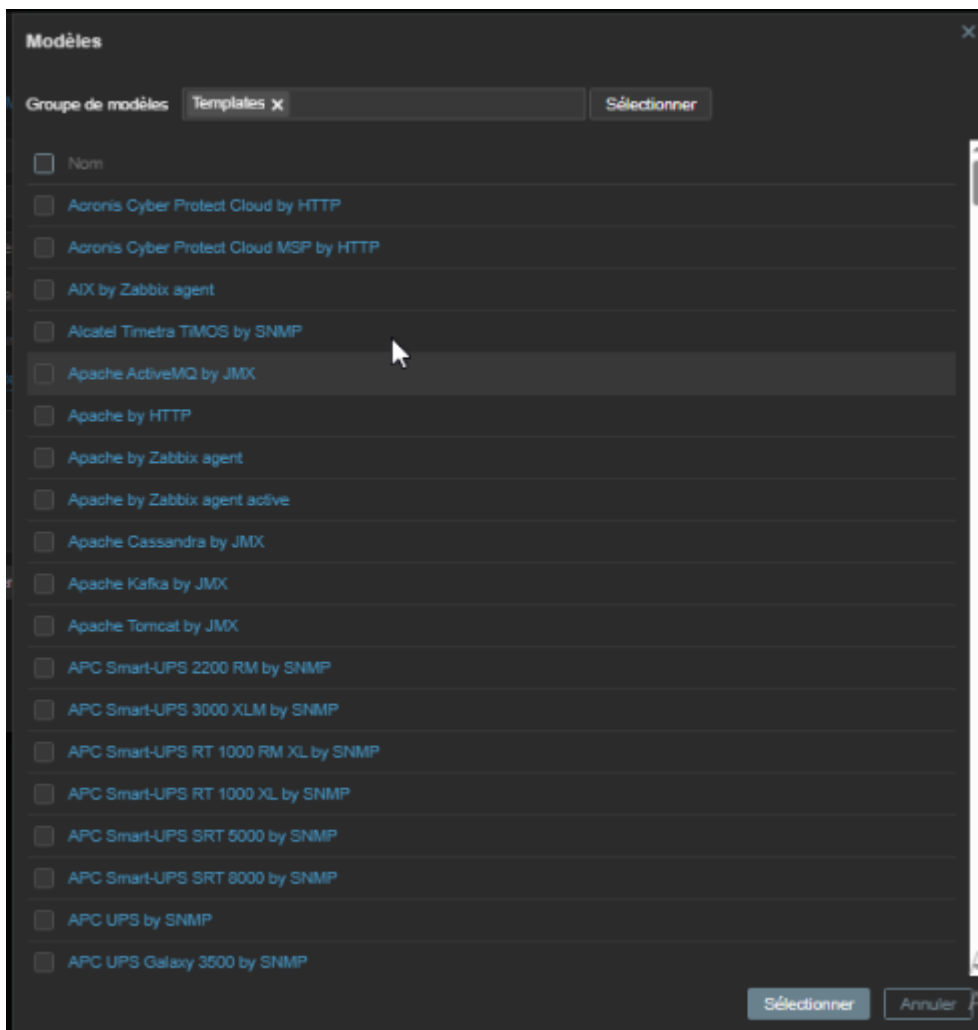 Modèles
Groupe de modèles Templates Sélectionner
Nom
Acronis Cyber Protect Cloud by HTTP
Acronis Cyber Protect Cloud MSP by HTTP
AIX by Zabbix agent
Alcatel Timetra TiMOS by SNMP
Apache ActiveMQ by JMX
Apache by HTTP
Apache by Zabbix agent
Apache by Zabbix agent active
Apache Cassandra by JMX
Apache Kafka by JMX
Apache Tomcat by JMX
APC Smart-UPS 2200 RM by SNMP
APC Smart-UPS 3000 XLM by SNMP
APC Smart-UPS RT 1000 RM XL by SNMP
APC Smart-UPS RT 1000 XL by SNMP
APC Smart-UPS SRT 5000 by SNMP
APC Smart-UPS SRT 8000 by SNMP
APC UPS by SNMP
APC UPS Galaxy 3500 by SNMP
Sélectionner Annuler